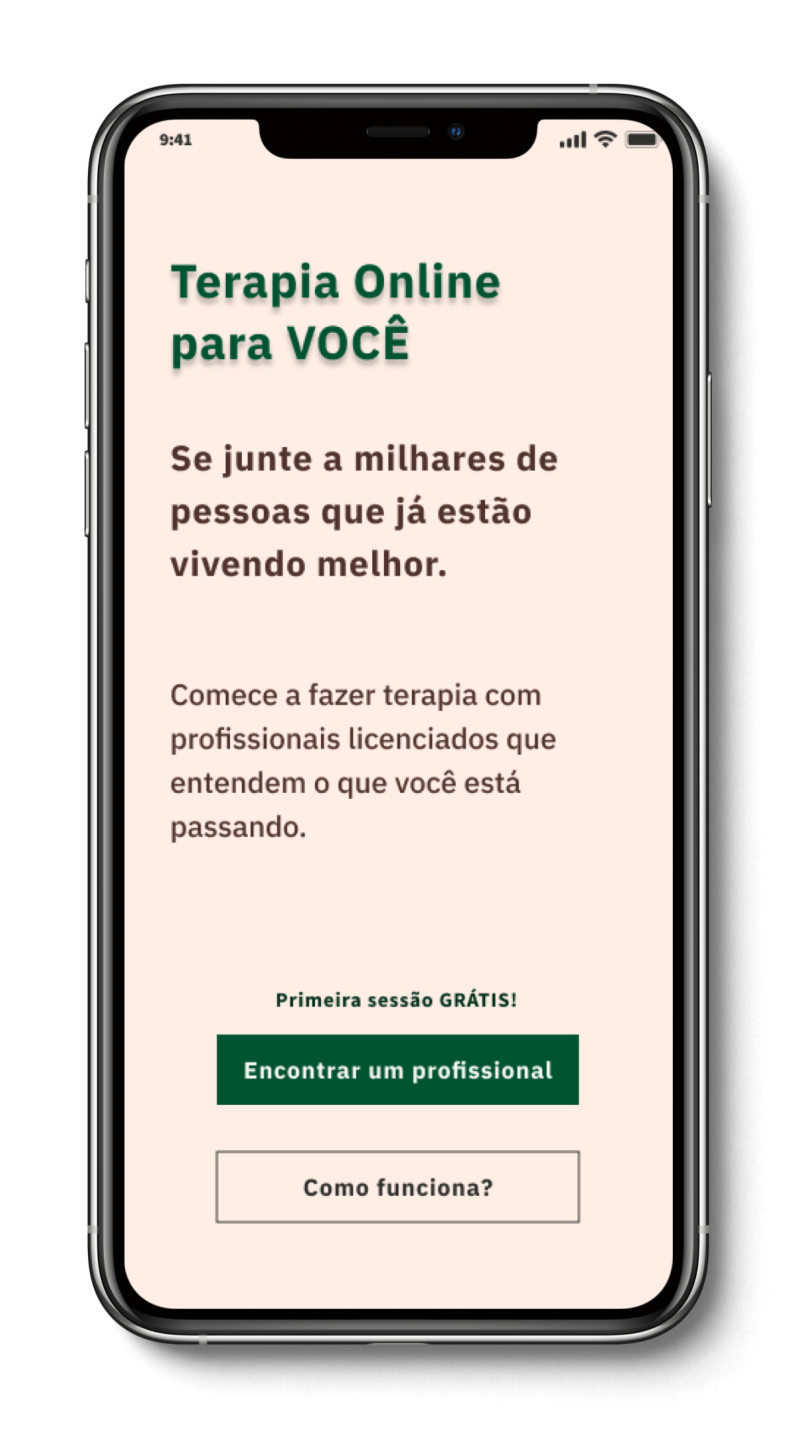 9:41
Terapia Online
para VOCÊ
Se junte a milhares de
pessoas que já estão
vivendo melhor.
Comece a fazer terapia com
profissionais licenciados que
entendem o que você está
passando.
Primeira sessão GRÁTIS!
Encontrar um profissional
Como funciona?